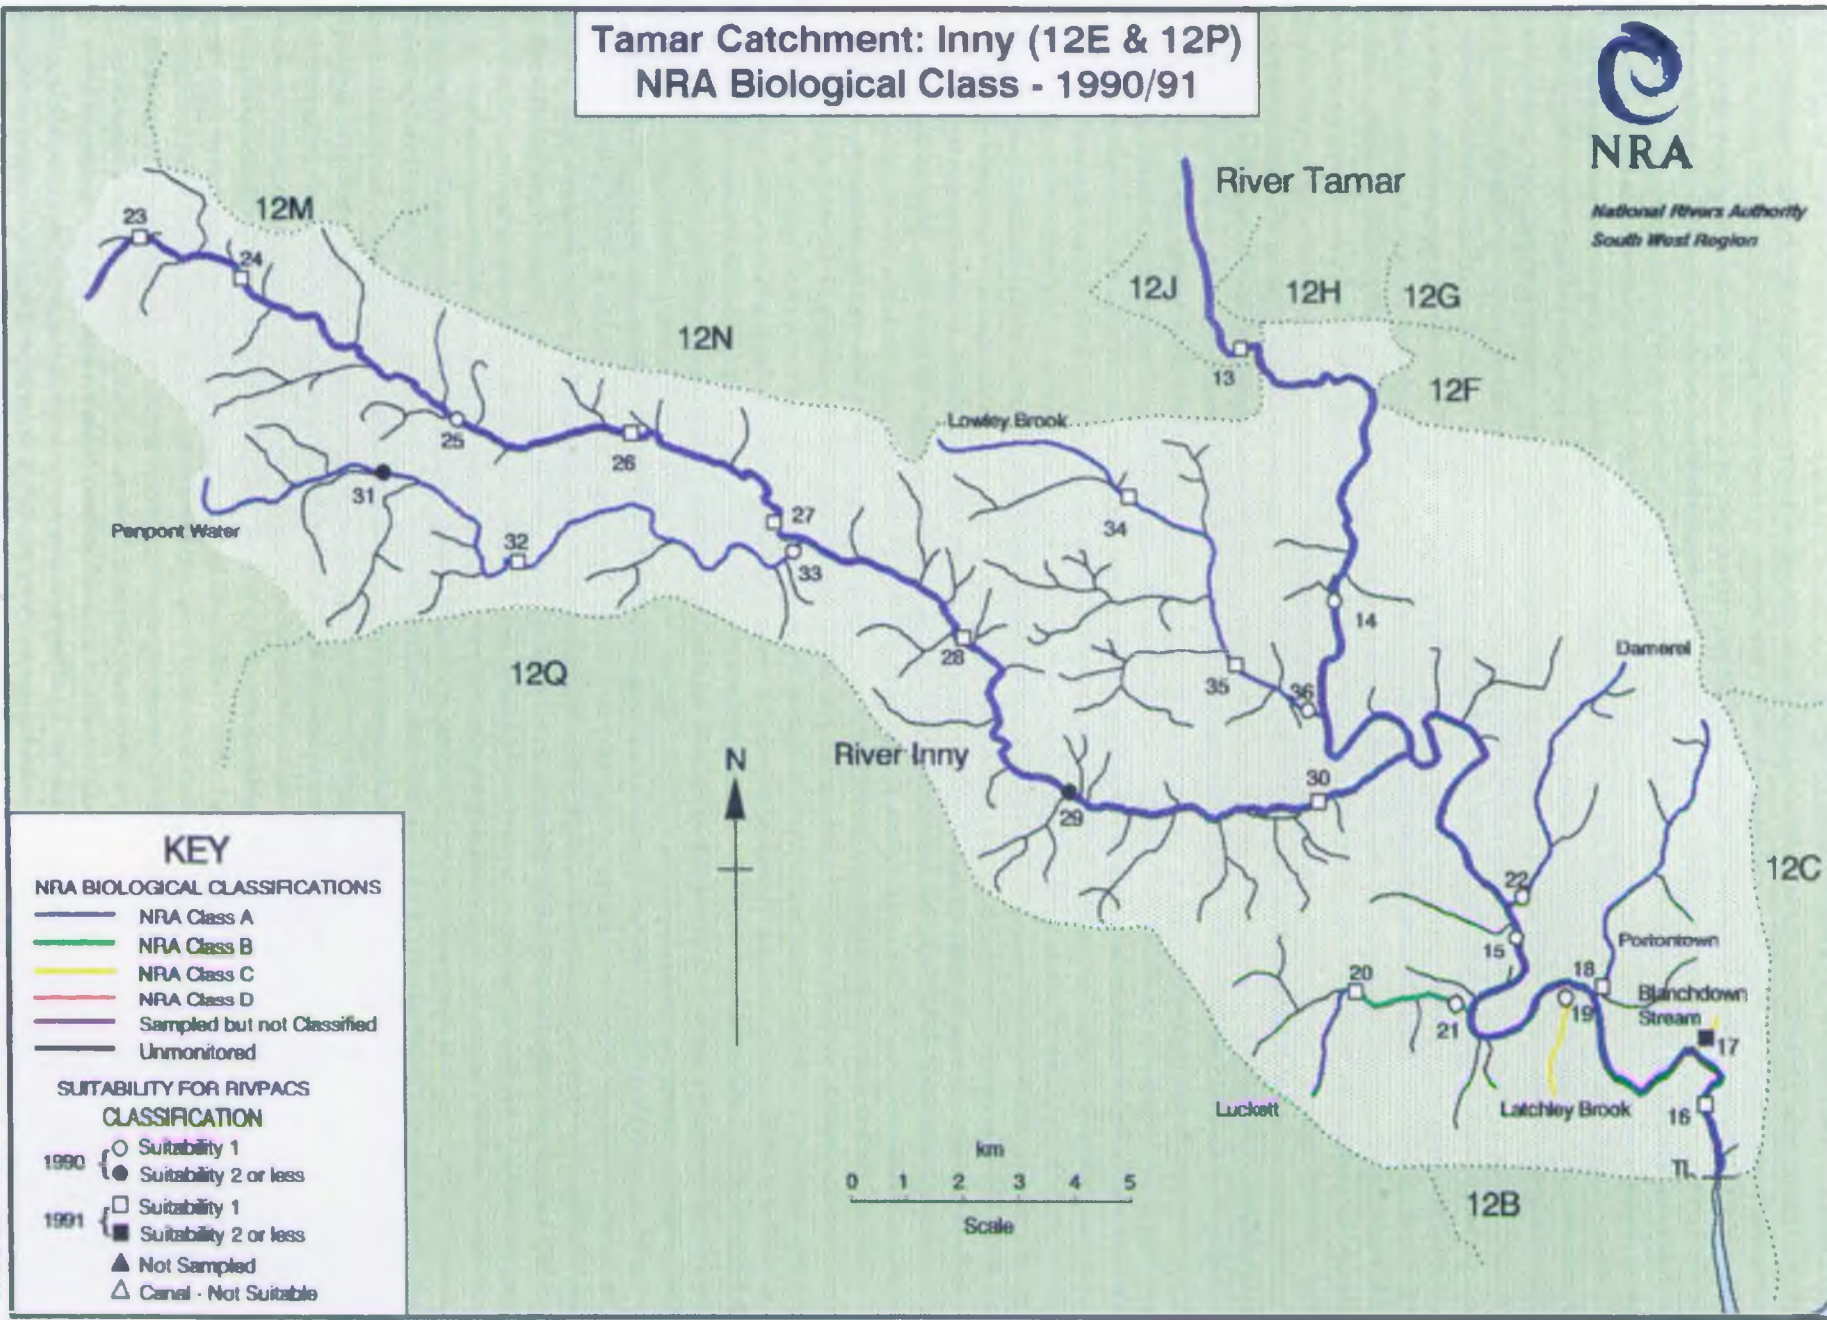 Tamar Catchment: Inny (12E & 12P)
NRA Biological Class - 1990/91
NRA
National Rivers Authority
South West Region
River Tamar
12M
23
24
12J
12H
12G
12N
13
12F
Lowley Brook
25
26
31
34
27
Penpont Water
32
33
14
28
12Q
35
36
Damerel
River Inny
N
30
29
12C
22
15
Portontown
20
18
Blanchdown
Stream
21
19
17
Luckett
Latchley Brook
16
TL
12B
KEY
NRA BIOLOGICAL CLASSIFICATIONS
NRA Class A
NRA Class B
NRA Class C
NRA Class D
Sampled but not Classified
Unmonitored
SUITABILITY FOR RIVPACS
CLASSIFICATION
1990 { Suitability 1
Suitability 2 or less
1991 { Suitability 1
Suitability 2 or less
Not Sampled
Canal - Not Suitable
km
0 1 2 3 4 5
Scale